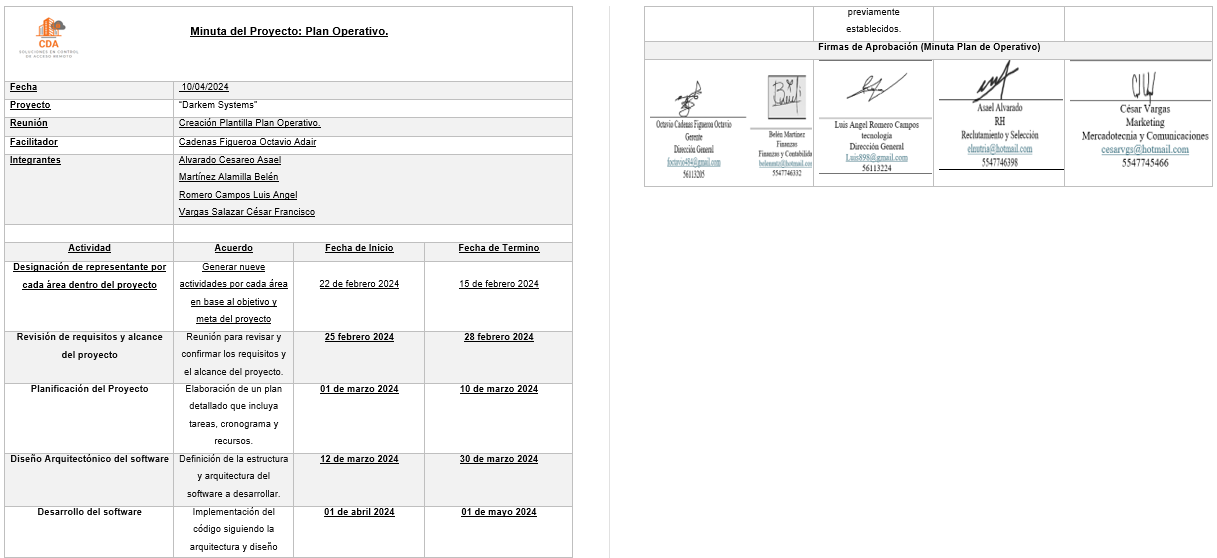 CDA
SOLUCIONES EN CONTROL
DE ACCESO REMOTO
Minuta del Proyecto: Plan Operativo.
Fecha 10/04/2024
Proyecto "Darkem Systems"
Reunión Creación Plantilla Plan Operativo.
Facilitador Cadenas Figueroa Octavio Adair
Integrantes Alvarado Cesareo Asael
Martínez Alamilla Belén
Romero Campos Luis Angel
Vargas Salazar César Francisco
Actividad Acuerdo Fecha de Inicio Fecha de Termino
Designación de representante por
cada área dentro del proyecto
Generar nueve
actividades por cada área
en base al objetivo y
meta del proyecto
22 de febrero 2024
15 de febrero 2024
Revisión de requisitos y alcance
del proyecto
Reunión para revisar y
confirmar los requisitos y
el alcance del proyecto.
25 febrero 2024
28 febrero 2024
Planificación del Proyecto
Elaboración de un plan
detallado que incluya
tareas, cronograma y
recursos.
01 de marzo 2024
10 de marzo 2024
Diseño Arquitectónico del software
Definición de la estructura
y arquitectura del
software a desarrollar.
12 de marzo 2024
30 de marzo 2024
Desarrollo del software
Implementación del
código siguiendo la
arquitectura y diseño
01 de abril 2024
01 de mayo 2024
previamente
establecidos.
Firmas de Aprobación (Minuta Plan de Operativo)
Octavio Cadenas Figueroa Octavio
Gerente
Dirección General
foctavio484@gmail.com
56113205
Belén Martínez
Finanzas
Finanzas y Contabilida
5547746332
Luis Angel Romero Campos
tecnologia
Dirección General
Luis898@gmail.com
56113224
Asael Alvarado
RH
Reclutamiento y Selección
elnutria@hotmail.com
5547746398
César Vargas
Marketing
Mercadotecnia y Comunicaciones
cesarvgs@hotmail.com
5547745466